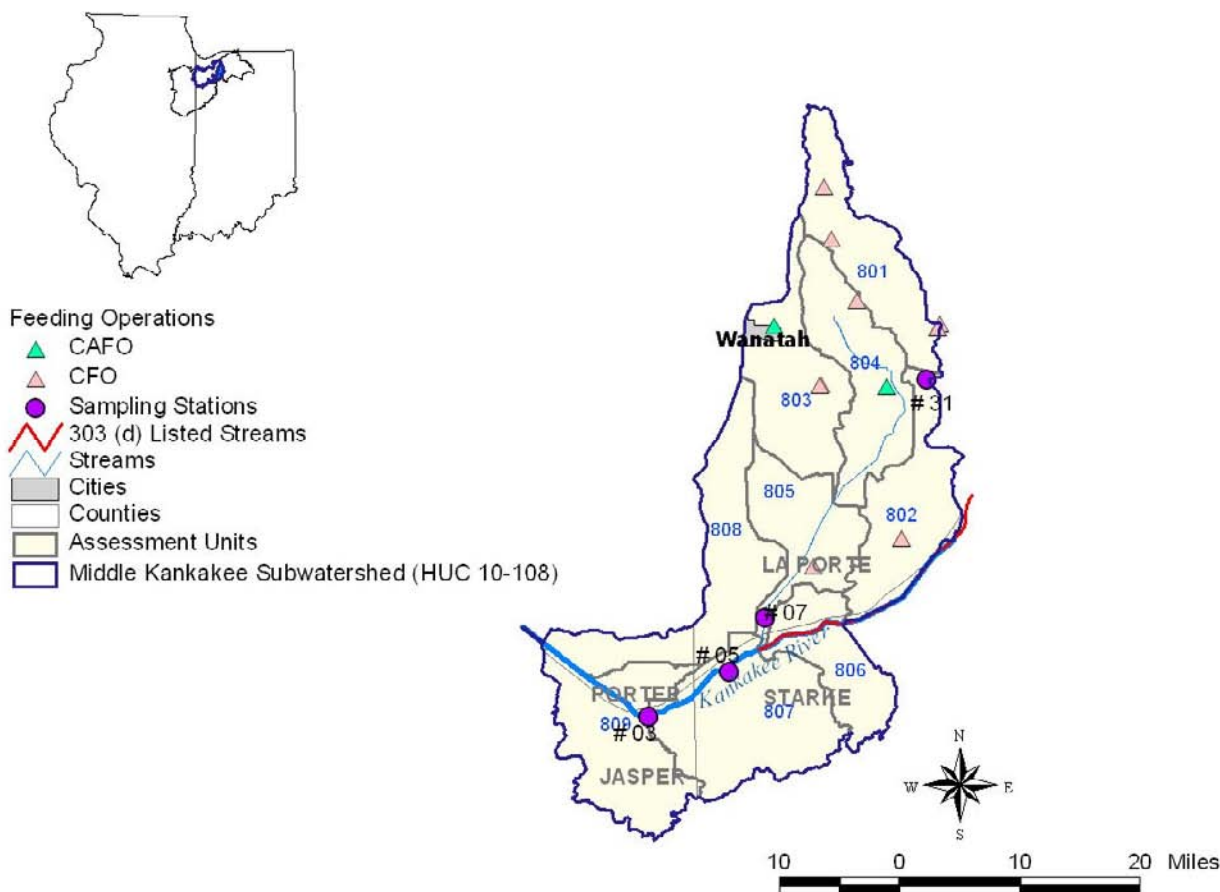 Feeding Operations
CAFO
CFO
Sampling Stations
303 (d) Listed Streams
Streams
Cities
Counties
Assessment Units
Middle Kankakee Subwatershed (HUC 10-108)
801
Wanatah
804
803
#31
805
802
808
LA PORTE
#07
#05
Kankakee River
806
PORTER
STARKE
809
807
#03
JASPER
N
W
E
S
10
0
10
20
Miles